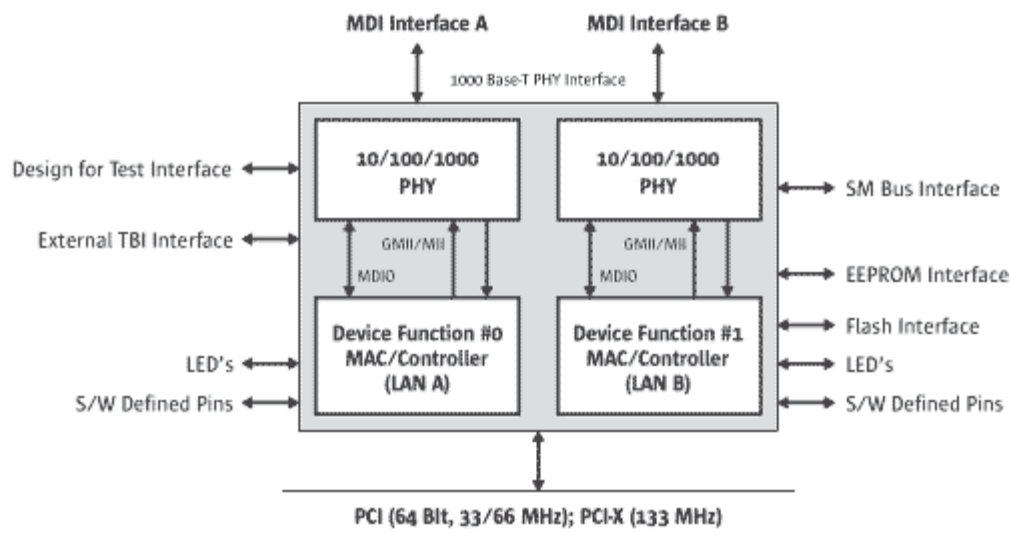 MDI Interface A
MDI Interface B
1000 Base-T PHY Interface
10/100/1000
PHY
10/100/1000
PHY
Design for Test Interface
SM Bus Interface
External TBI Interface
GMII/MII
MDIO
GMII/MII
MDIO
EEPROM Interface
Device Function #0
MAC/Controller
(LAN A)
Device Function #1
MAC/Controller
(LAN B)
Flash Interface
LED's
LED's
S/W Defined Pins
S/W Defined Pins
PCI (64 Bit, 33/66 MHz); PCI-X (133 MHz)